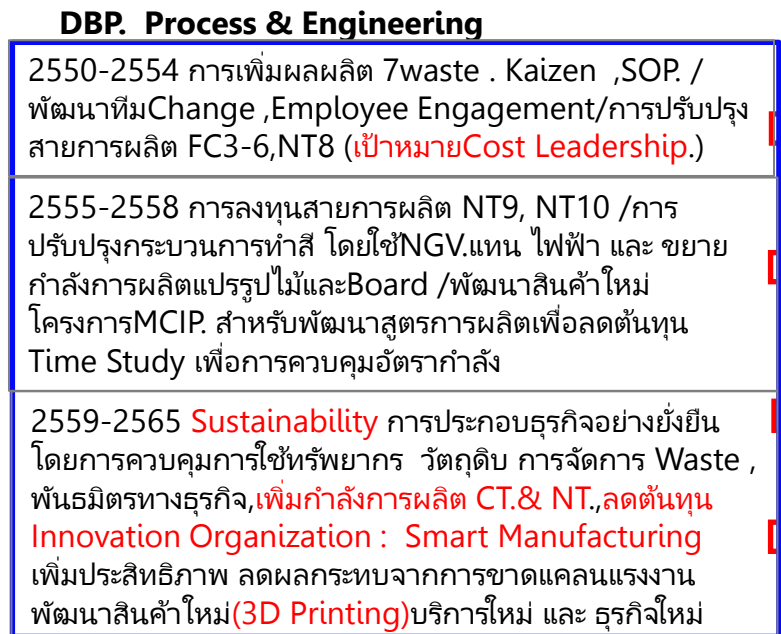 DBP.  Process & Engineering
2550-2554 การเพิ่มผลผลิต 7waste . Kaizen  ,SOP. /
พัฒนาทีมChange ,Employee Engagement/การปรับปรุง
สายการผลิต FC3-6,NT8 (เป้าหมายCost Leadership.)
2555-2558 การลงทุนสายการผลิต NT9, NT10 /การ
ปรับปรุงกระบวนการทำสี โดยใช้NGV.แทน ไฟฟ้า และ ขยาย
กำลังการผลิตแปรรูปไม้และBoard /พัฒนาสินค้าใหม่
โครงการMCIP. สำหรับพัฒนาสูตรการผลิตเพื่อลดต้นทุน
Time Study เพื่อการควบคุมอัตรากำลัง
2559-2565 Sustainability การประกอบธุรกิจอย่างยั่งยืน
โดยการควบคุมการใช้ทรัพยากร  วัตถุดิบ การจัดการ Waste ,
พันธมิตรทางธุรกิจ,เพิ่มกำลังการผลิต CT.& NT.,ลดต้นทุน
Innovation Organization :  Smart Manufacturing
เพิ่มประสิทธิภาพ ลดผลกระทบจากการขาดแคลนแรงงาน
พัฒนาสินค้าใหม่(3D Printing)บริการใหม่ และ ธุรกิจใหม่